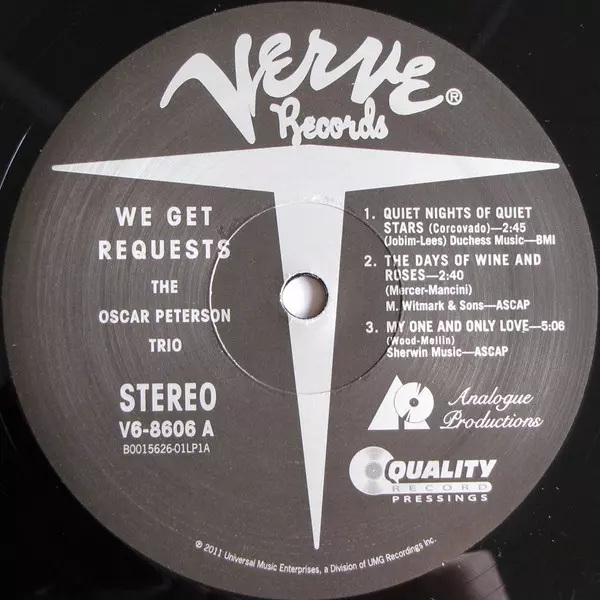 Verve®
Records
WE GET
REQUESTS
THE
OSCAR PETERSON
TRIO
STEREO
V6-8606 A
B0015626-01LP1A
1. QUIET NIGHTS OF QUIET
STARS (Corcovado)—2:45
(Jobim-Lees) Duchess Music—BMI
2. THE DAYS OF WINE AND
ROSES—2:40
(Mercer-Mancini)
M. Witmark & Sons—ASCAP
3. MY ONE AND ONLY LOVE—5:06
(Wood-Mellin)
Sherwin Music—ASCAP
AP
Analogue
Productions
QUALITY
RECORD
PRESSINGS
℗ 2011 Universal Music Enterprises, a Division of UMG Recordings Inc.